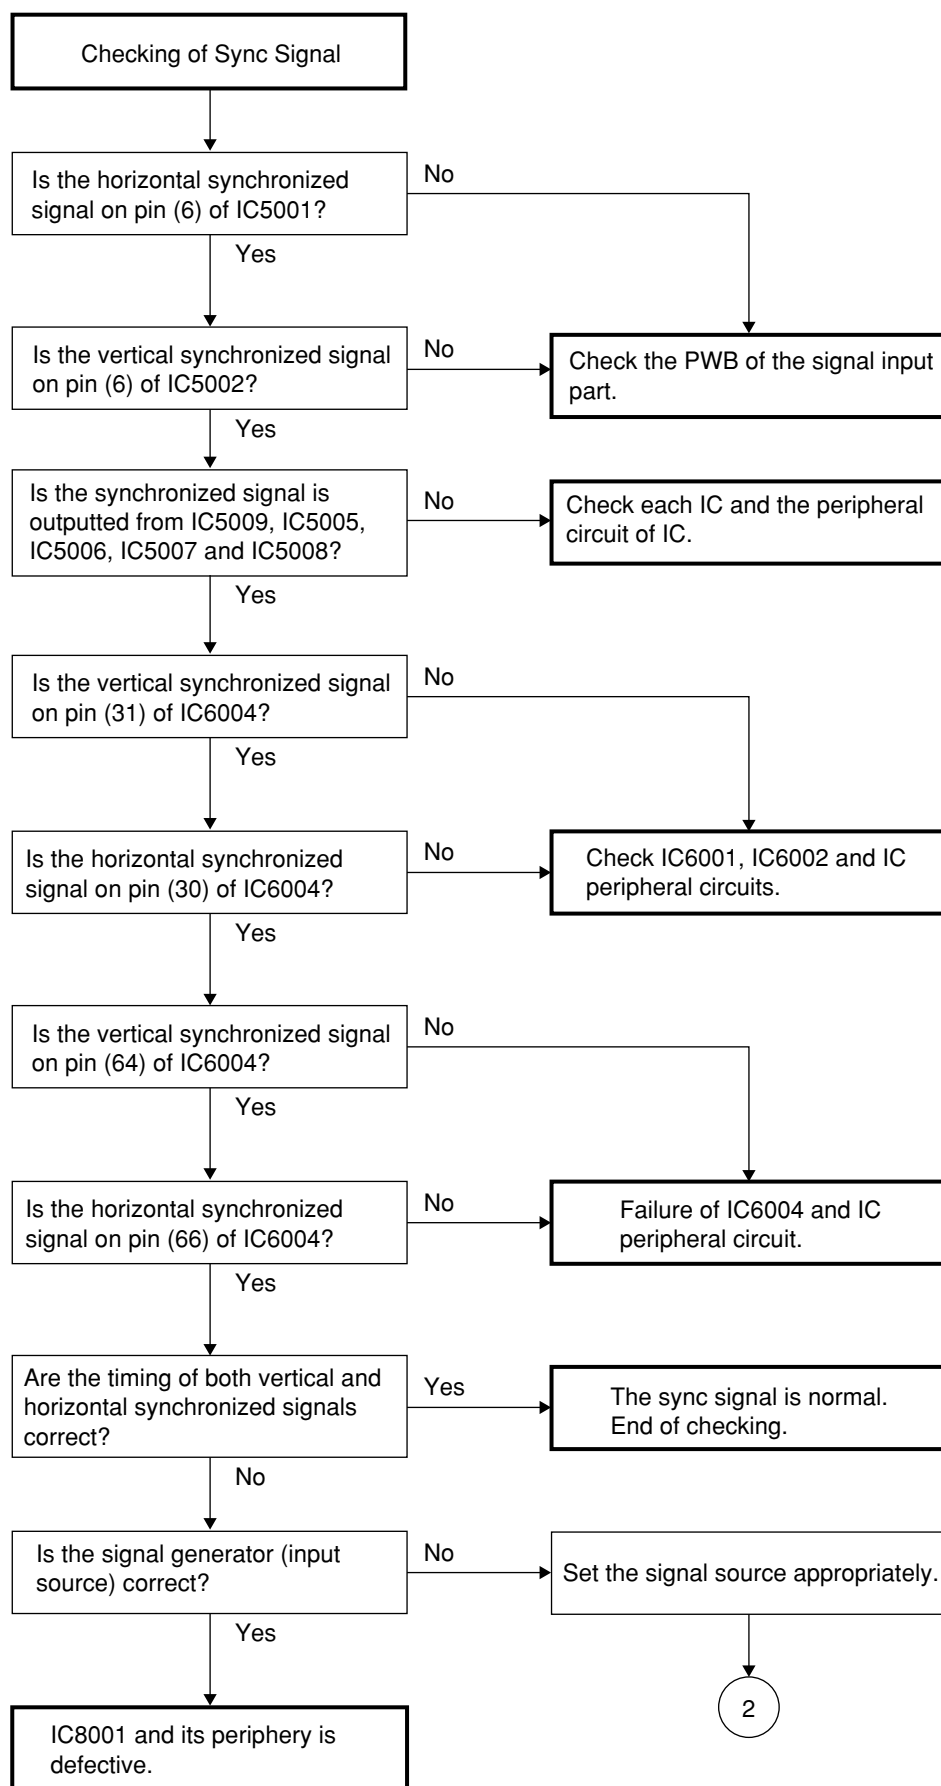 Checking of Sync Signal
Is the horizontal synchronized
signal on pin (6) of IC5001?
No
Yes
Is the vertical synchronized signal
on pin (6) of IC5002?
No
Check the PWB of the signal input
part.
Yes
Is the synchronized signal is
outputted from IC5009, IC5005,
IC5006, IC5007 and IC5008?
No
Check each IC and the peripheral
circuit of IC.
Yes
Is the vertical synchronized signal
on pin (31) of IC6004?
No
Yes
Is the horizontal synchronized
signal on pin (30) of IC6004?
No
Check IC6001, IC6002 and IC
peripheral circuits.
Yes
Is the vertical synchronized signal
on pin (64) of IC6004?
No
Yes
Is the horizontal synchronized
signal on pin (66) of IC6004?
No
Failure of IC6004 and IC
peripheral circuit.
Yes
Are the timing of both vertical and
horizontal synchronized signals
correct?
Yes
The sync signal is normal.
End of checking.
No
Is the signal generator (input
source) correct?
No
Set the signal source appropriately.
Yes
2
IC8001 and its periphery is
defective.